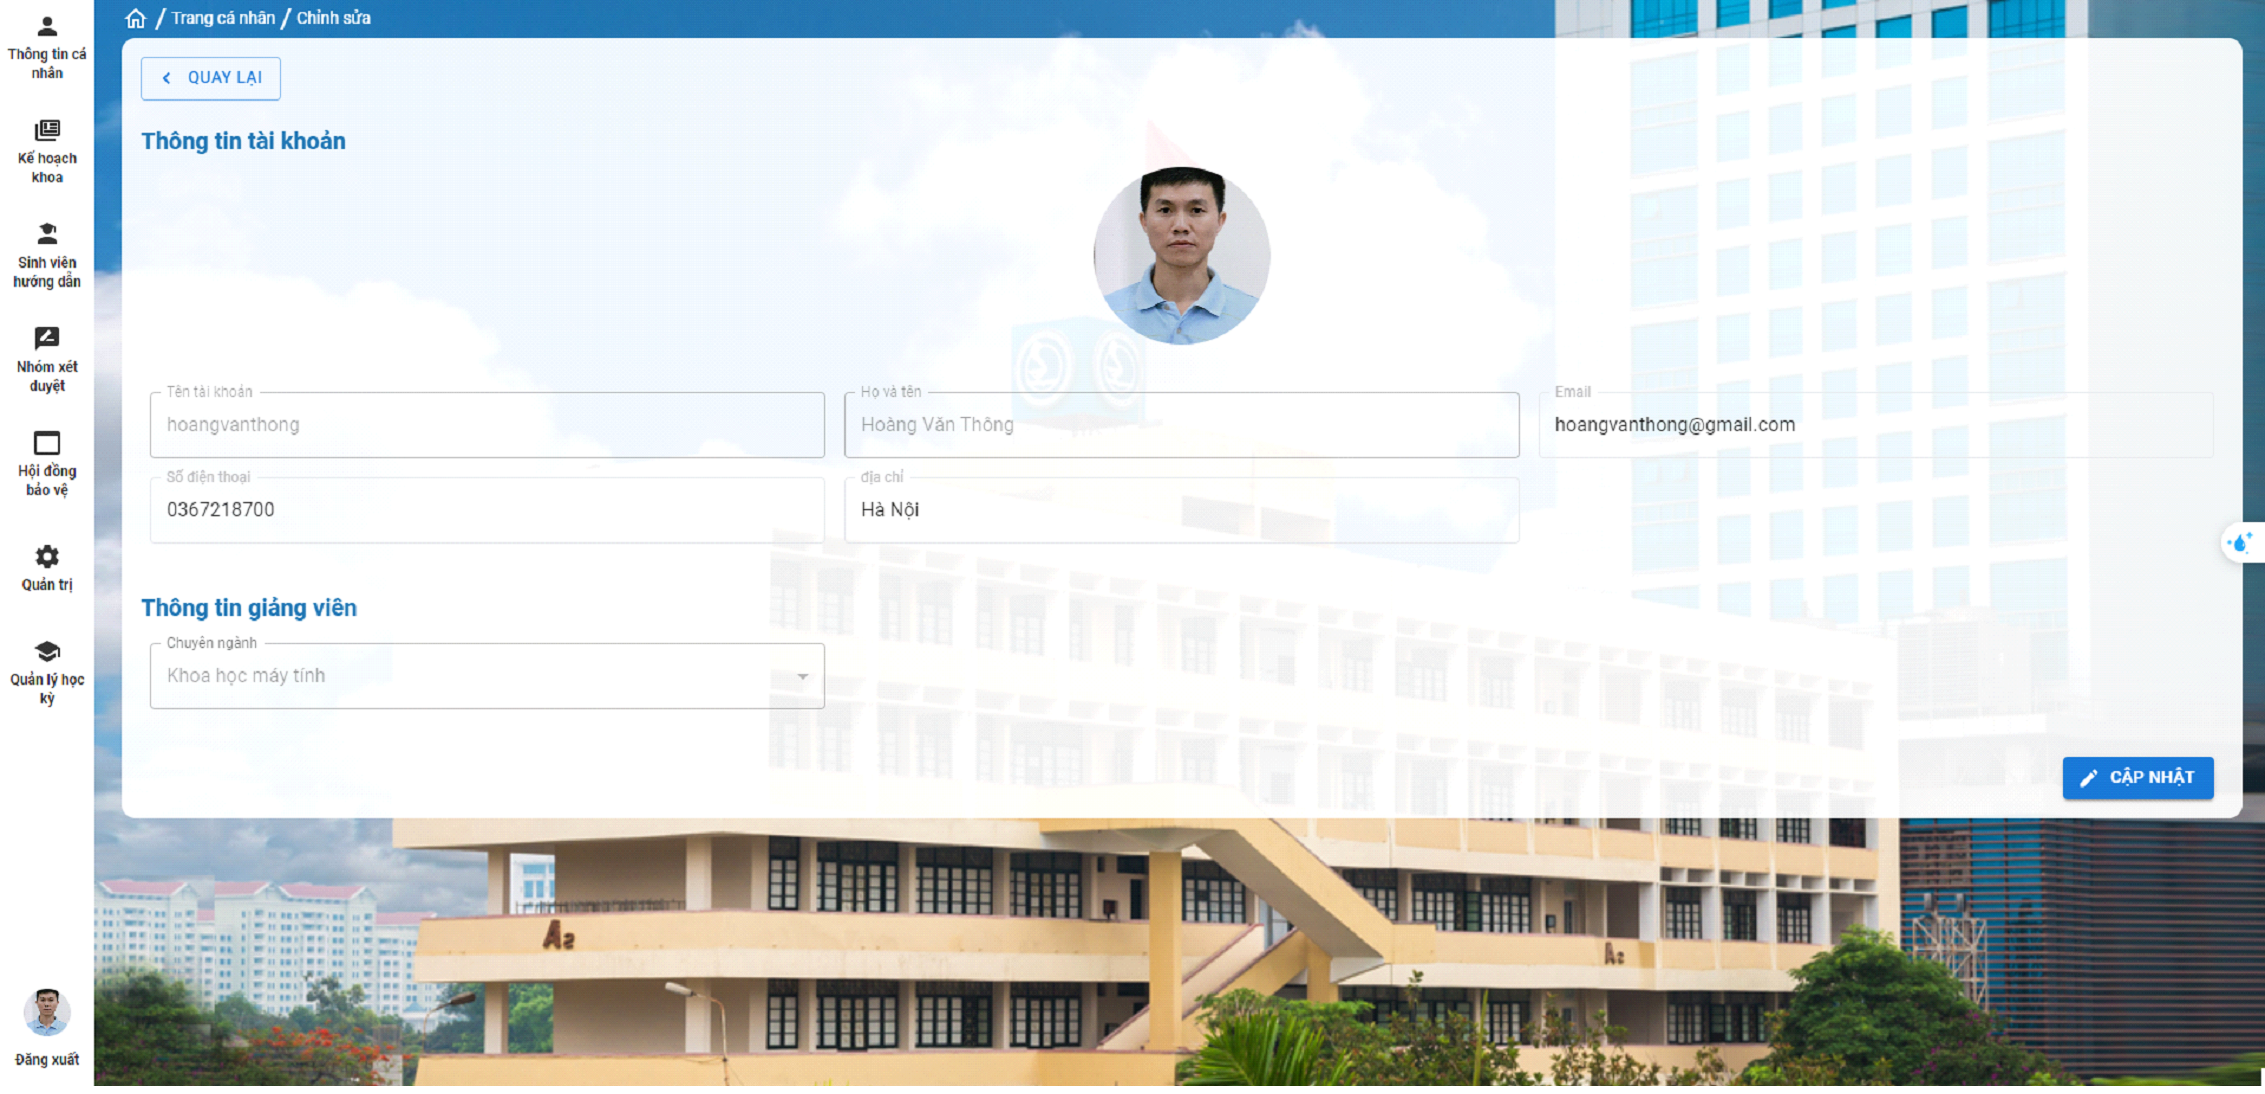 / Trang cá nhân / Chỉnh sửa
Thông tin cá
nhân
Kế hoạch
khoa
Sinh viên
hướng dẫn
Nhóm xét
duyệt
Hội đồng
bảo vệ
Quản trị
Quản lý học
kỳ
Đăng xuất
QUAY LẠI
Thông tin tài khoản
Tên tài khoản
hoangvanthong
Họ và tên
Hoàng Văn Thông
Email
hoangvanthong@gmail.com
Số điện thoại
0367218700
địa chỉ
Hà Nội
Thông tin giảng viên
Chuyên ngành
Khoa học máy tính
CẬP NHẬT
A2